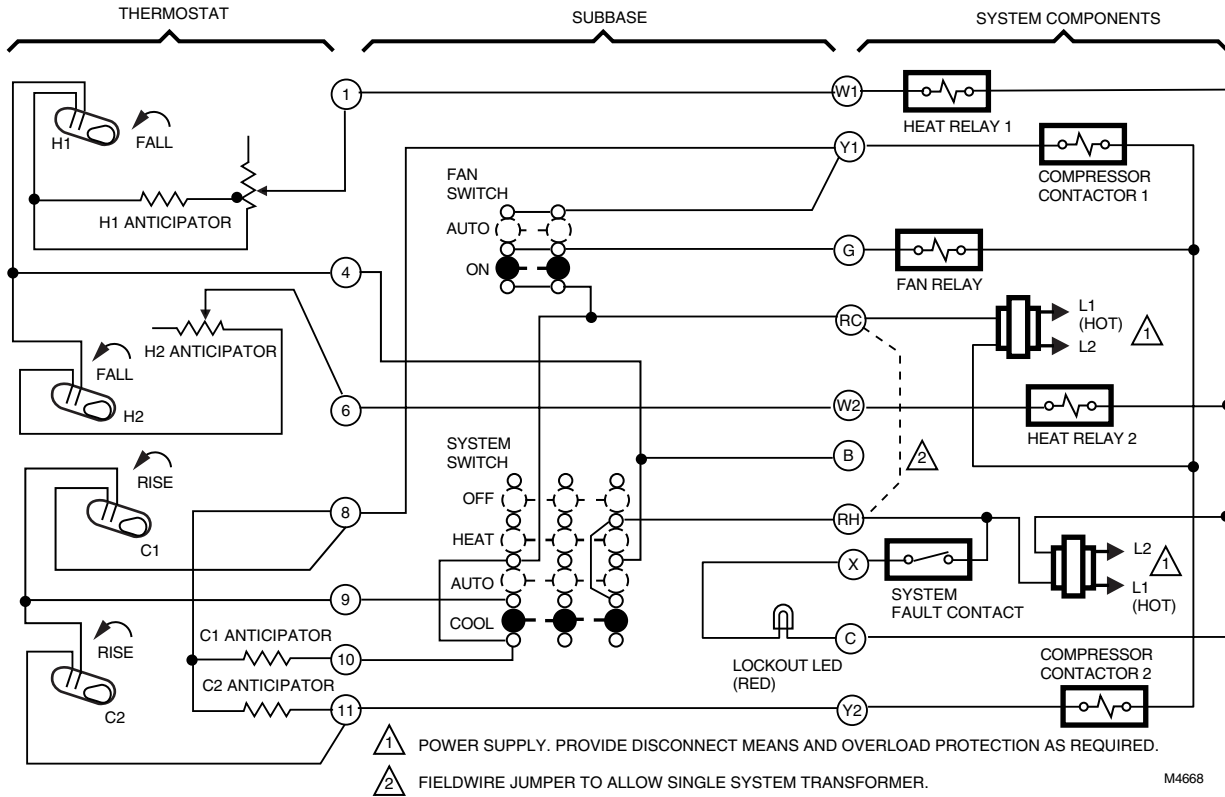 THERMOSTAT
SUBBASE
SYSTEM COMPONENTS
1
W1
H1
FALL
HEAT RELAY 1
Y1
FAN
SWITCH
COMPRESSOR
CONTACTOR 1
H1 ANTICIPATOR
AUTO
G
ON
FAN RELAY
4
L1
(HOT)
RC
1
L2
H2 ANTICIPATOR
FALL
6
W2
H2
HEAT RELAY 2
SYSTEM
SWITCH
B
2
RISE
OFF
8
RH
C1
HEAT
L2
X
1
AUTO
SYSTEM
FAULT CONTACT
L1
(HOT)
9
COOL
C1 ANTICIPATOR
C
RISE
10
LOCKOUT LED
(RED)
COMPRESSOR
CONTACTOR 2
C2 ANTICIPATOR
C2
11
Y2
1 POWER SUPPLY. PROVIDE DISCONNECT MEANS AND OVERLOAD PROTECTION AS REQUIRED.
2 FIELDWIRE JUMPER TO ALLOW SINGLE SYSTEM TRANSFORMER.
M4668